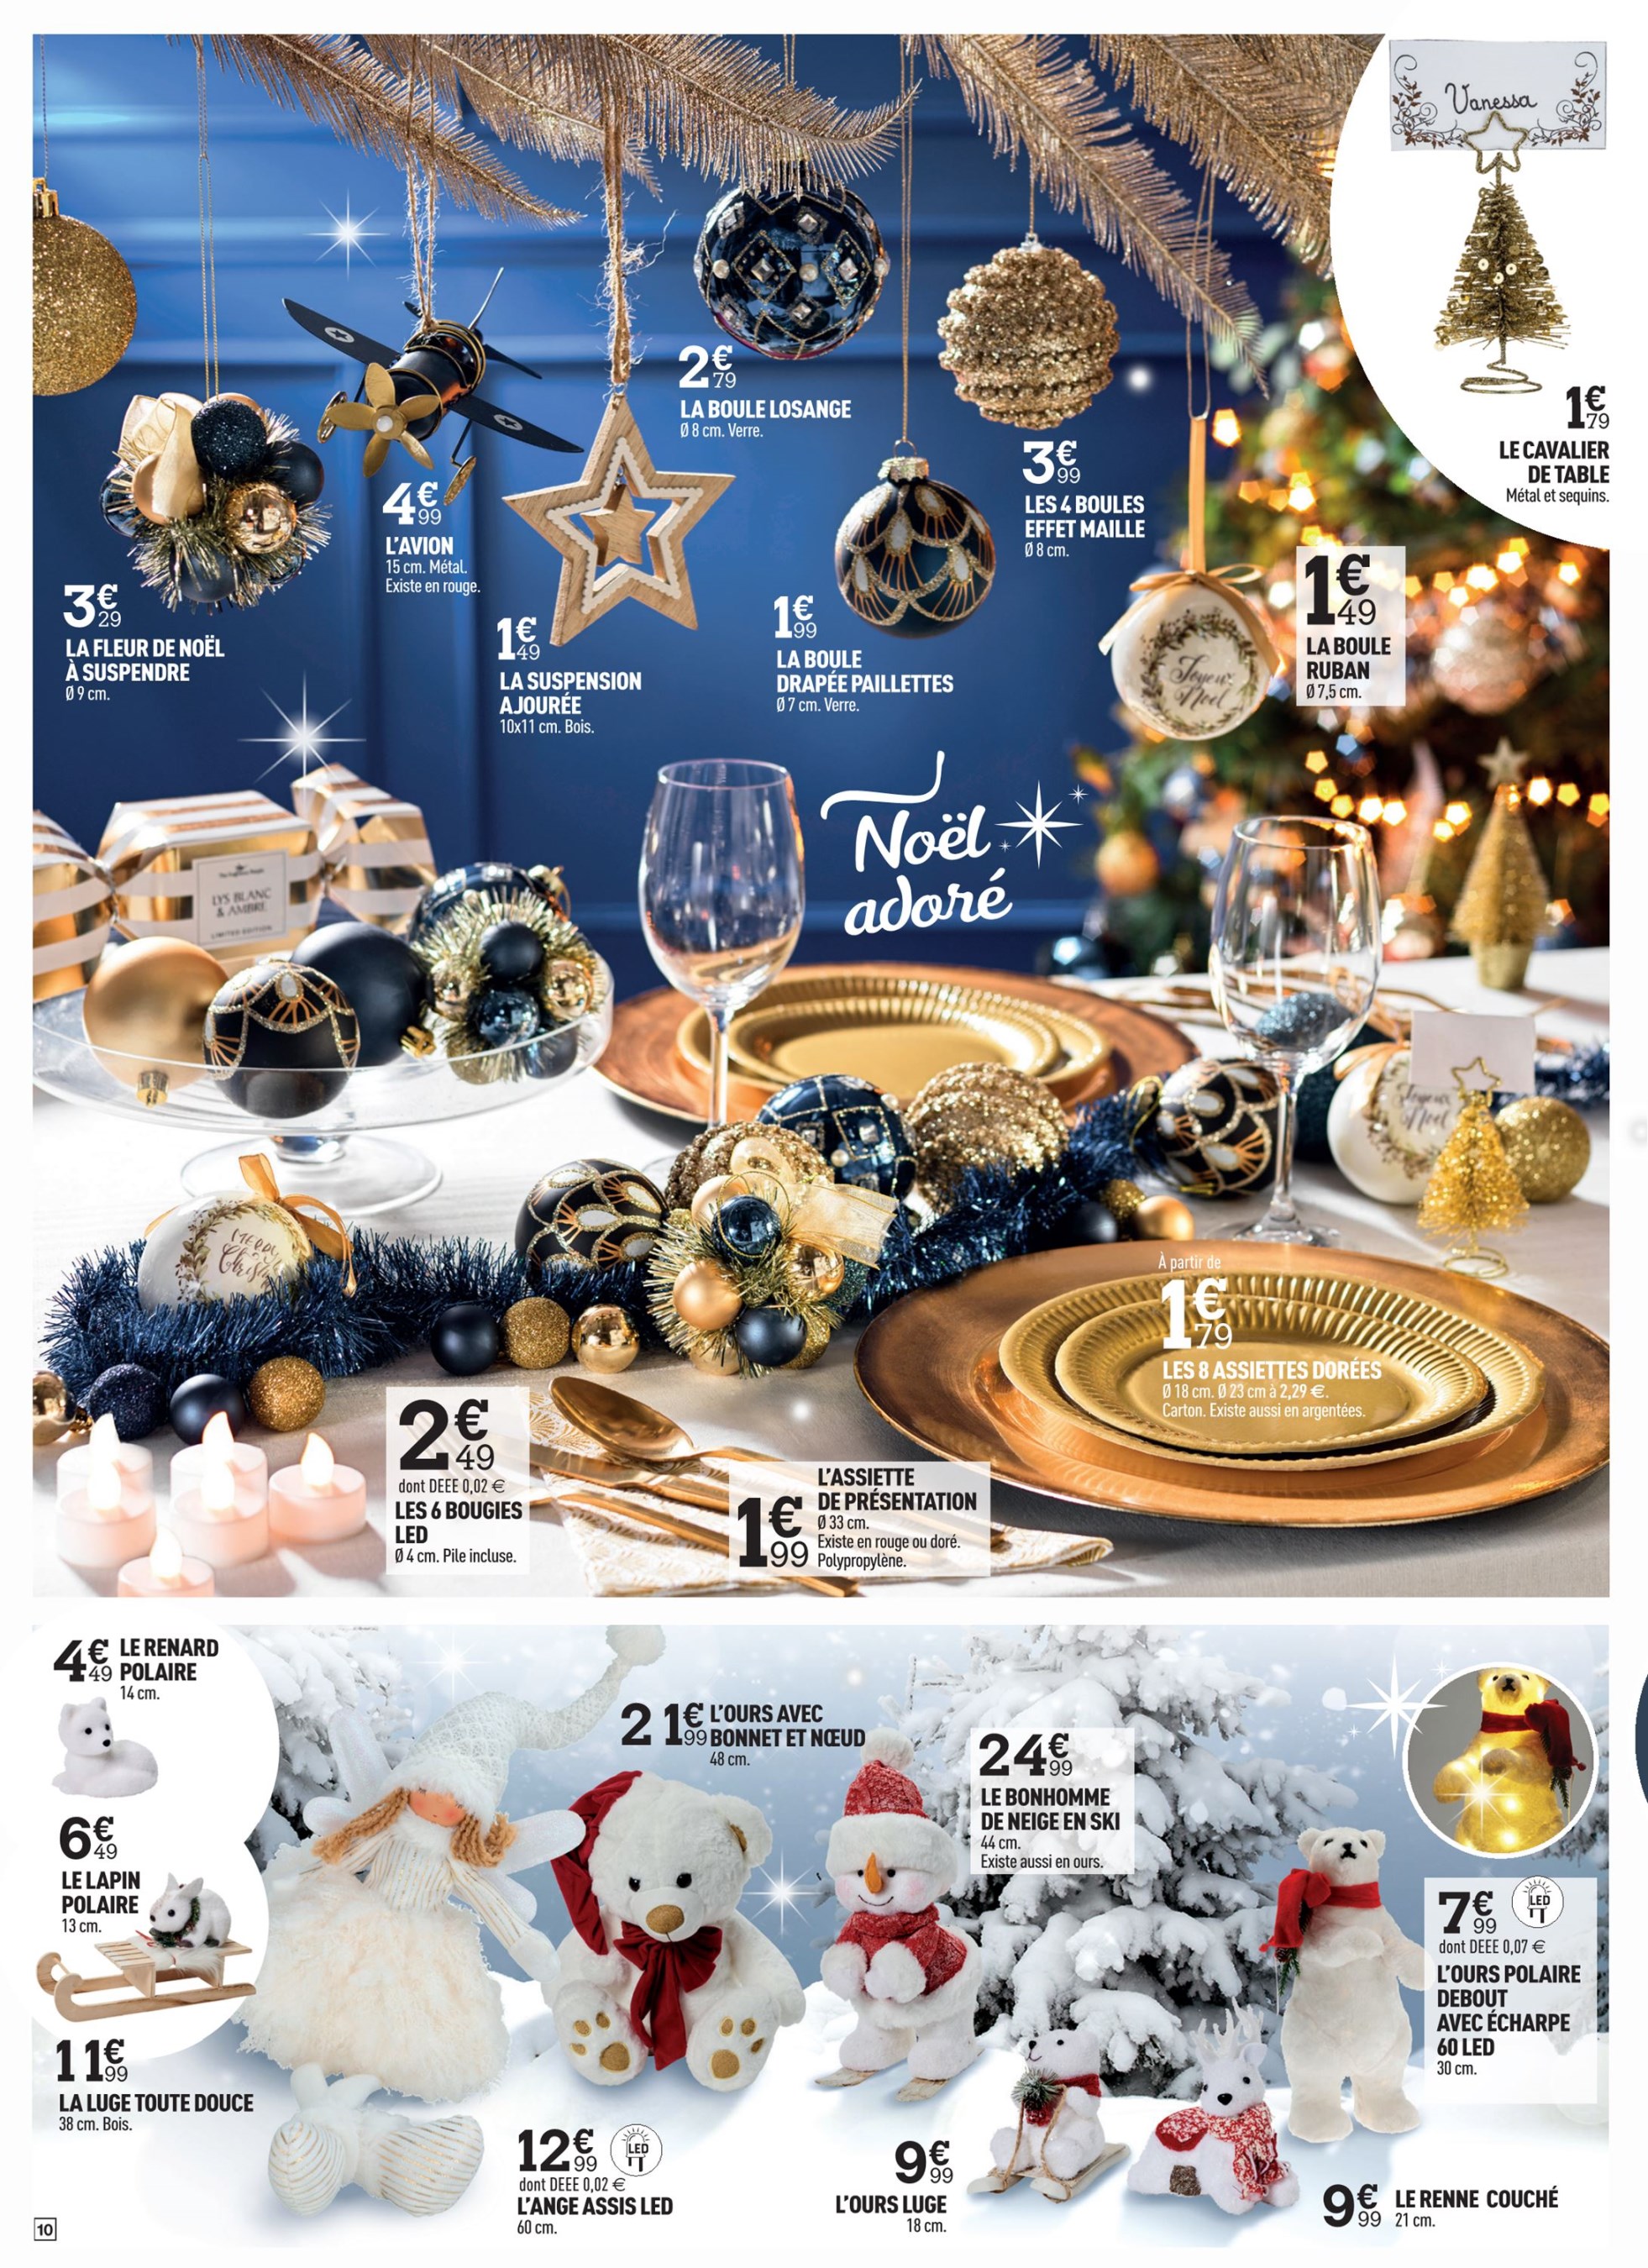 Vanessa
1€79
LE CAVALIER
DE TABLE
Métal et sequins.
2€79
LA BOULE LOSANGE
Ø 8 cm. Verre.
3€99
LES 4 BOULES
EFFET MAILLE
Ø 8 cm.
4€99
L'AVION
15 cm. Métal.
Existe en rouge.
3€29
LA FLEUR DE NOËL
À SUSPENDRE
Ø 9 cm.
1€49
LA SUSPENSION
AJOURÉE
10x11 cm. Bois.
1€99
LA BOULE
DRAPÉE PAILLETTES
Ø 7 cm. Verre.
Joyeux
Noel
1€49
LA BOULE
RUBAN
Ø 7,5 cm.
Noël
adoré
LYS BLANC
& AMBRE
LIMITED EDITION
Joyeux
Noel
Merry
À partir de
1€79
LES 8 ASSIETTES DORÉES
Ø 18 cm. Ø 23 cm à 2,29 €.
Carton. Existe aussi en argentées.
2€49
dont DEEE 0,02 €
LES 6 BOUGIES
LED
Ø 4 cm. Pile incluse.
1€99
L'ASSIETTE
DE PRÉSENTATION
Ø 33 cm.
Existe en rouge ou doré.
Polypropylène.
4€49
LE RENARD
POLAIRE
14 cm.
6€49
LE LAPIN
POLAIRE
13 cm.
11€99
LA LUGE TOUTE DOUCE
38 cm. Bois.
21€99
L'OURS AVEC
BONNET ET NŒUD
48 cm.
24€99
LE BONHOMME
DE NEIGE EN SKI
44 cm.
Existe aussi en ours.
7€99
LED
dont DEEE 0,07 €
L'OURS POLAIRE
DEBOUT
AVEC ÉCHARPE
60 LED
30 cm.
12€99
LED
dont DEEE 0,02 €
L'ANGE ASSIS LED
60 cm.
9€99
L'OURS LUGE
18 cm.
9€99
LE RENNE COUCHÉ
21 cm.
10